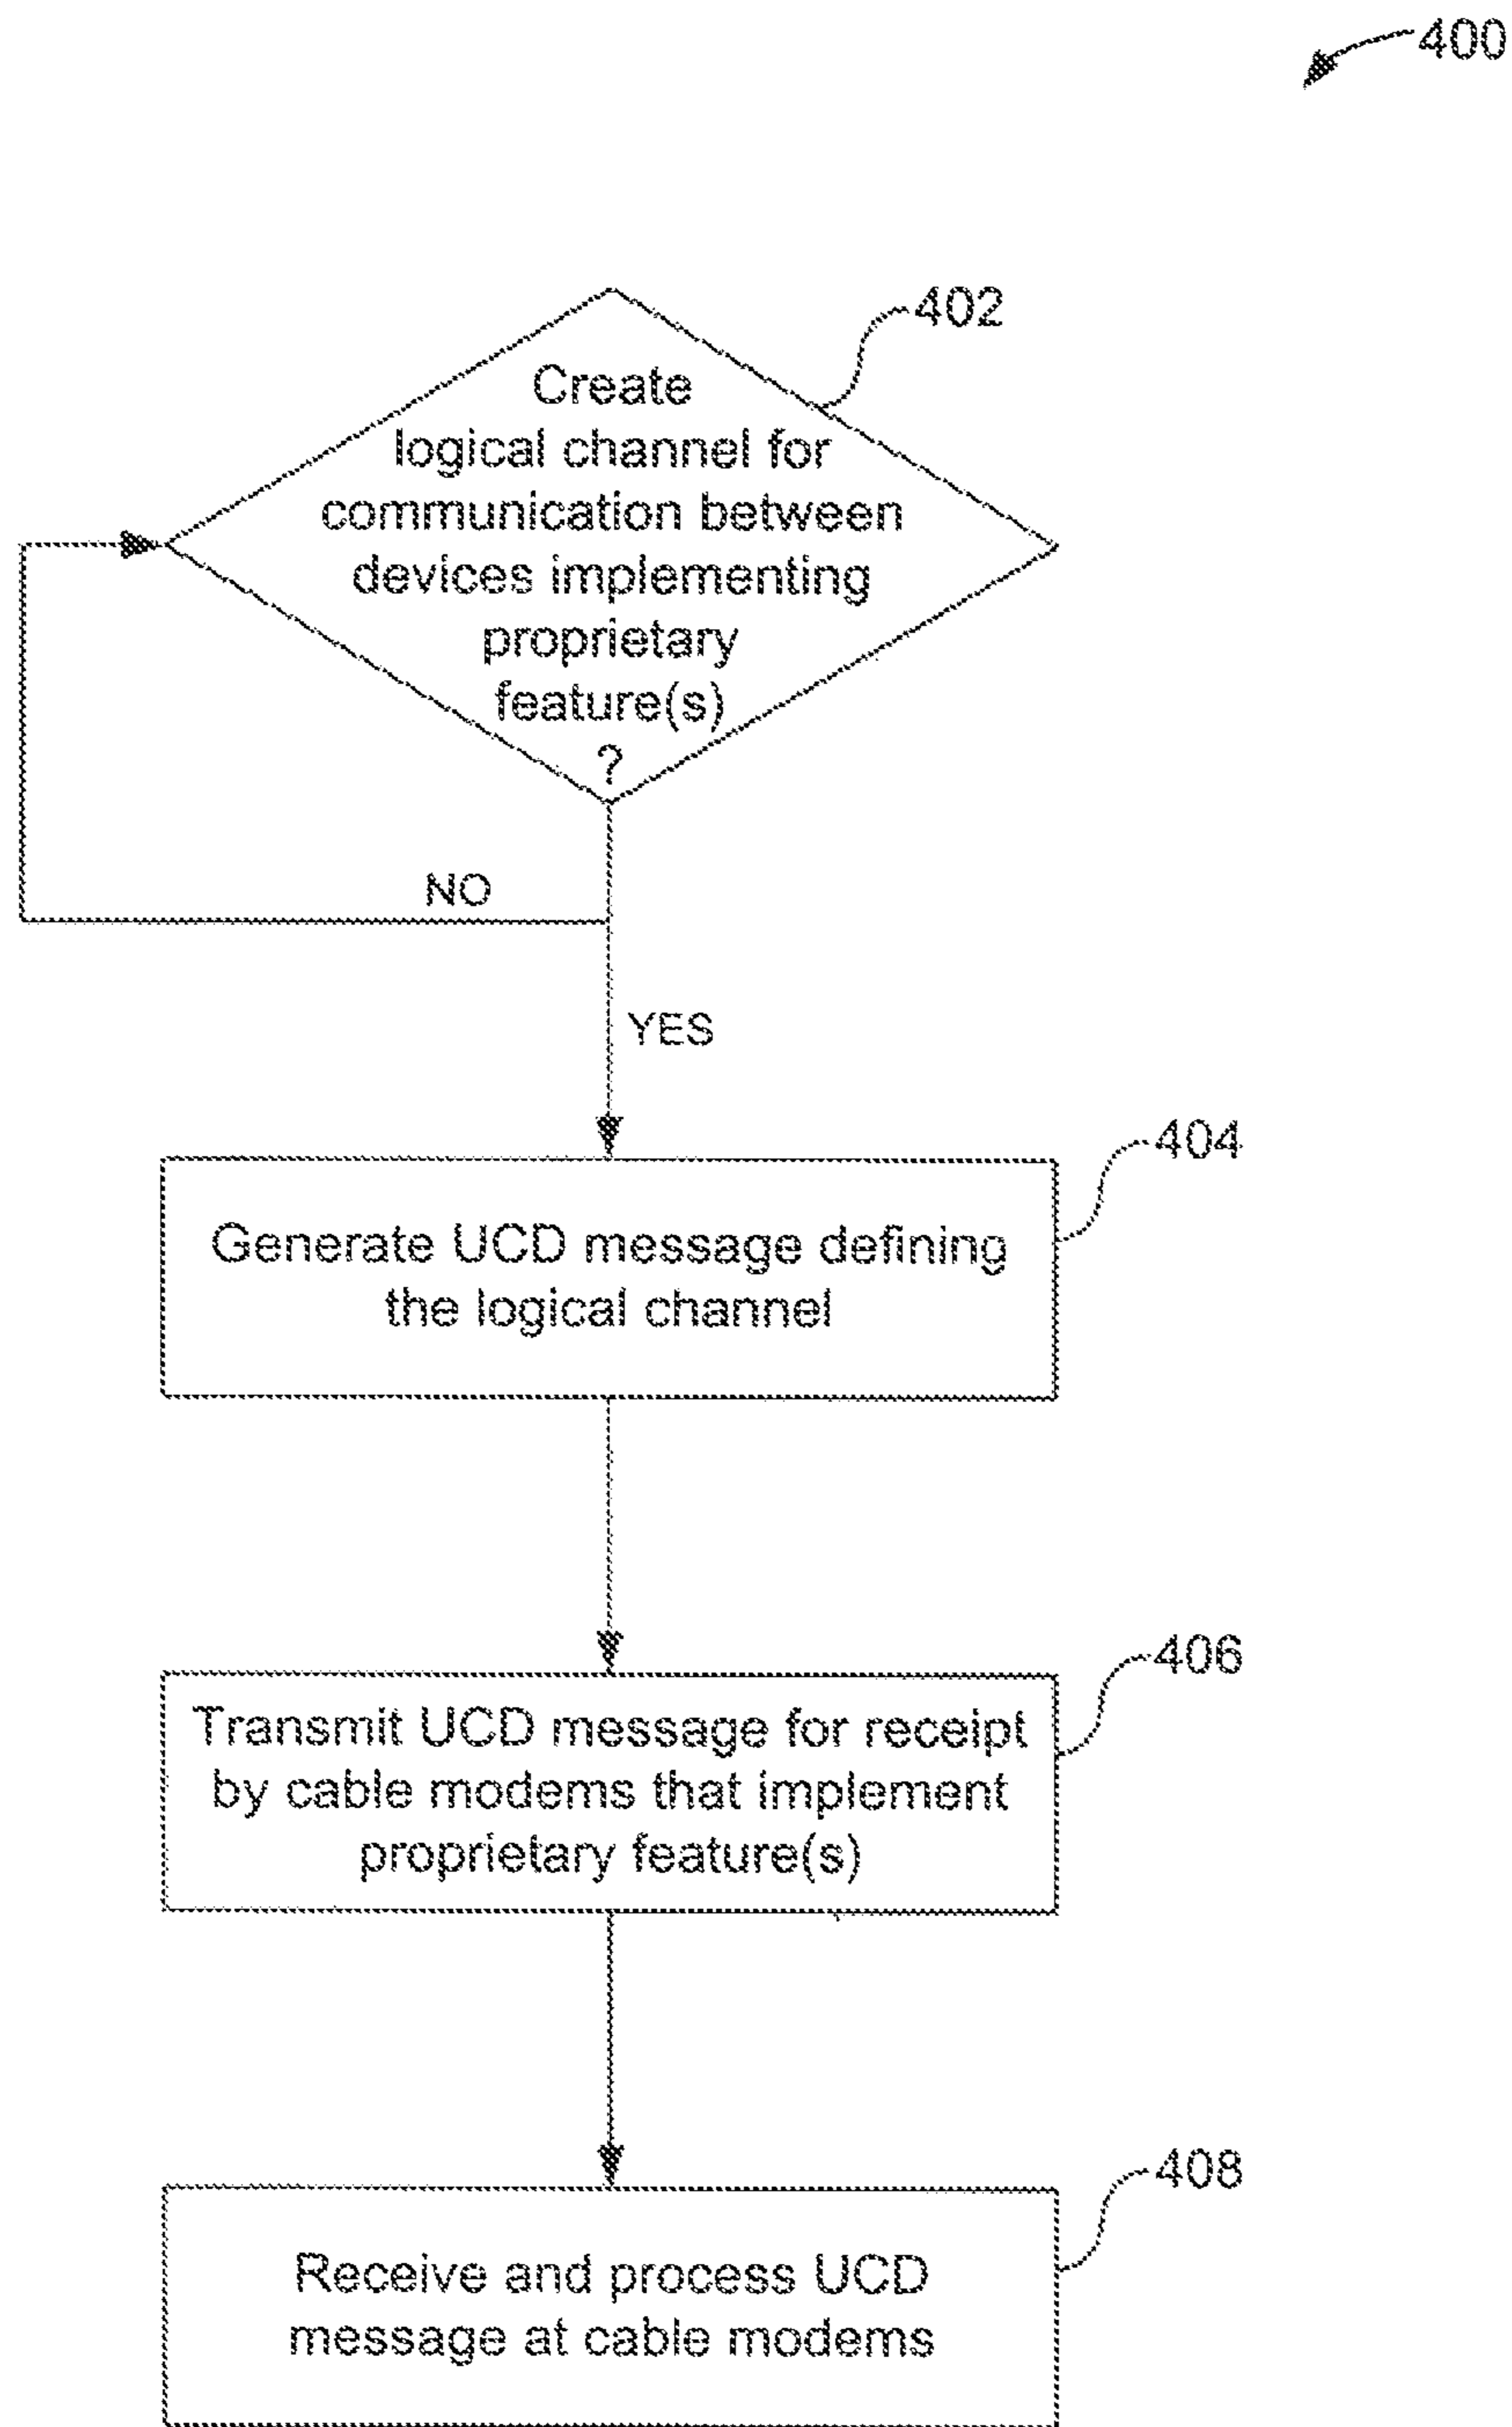 400
402
Create
logical channel for
communication between
devices implementing
proprietary
feature(s)
?
NO
YES
404
Generate UCD message defining
the logical channel
406
Transmit UCD message for receipt
by cable modems that implement
proprietary feature(s)
408
Receive and process UCD
message at cable modems